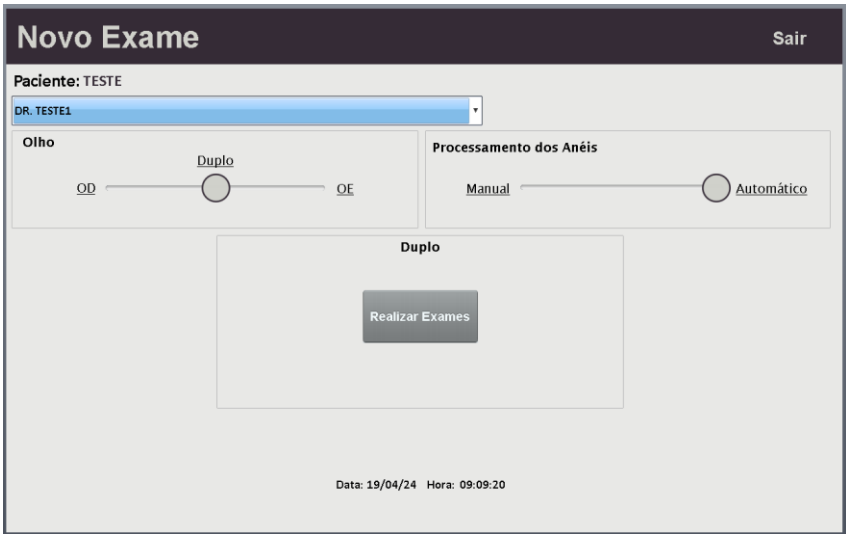 Novo Exame
Sair
Paciente: TESTE
DR. TESTE1
Olho
Duplo
OD
OE
Processamento dos Anéis
Manual
Automático
Duplo
Realizar Exames
Data: 19/04/24 Hora: 09:09:20